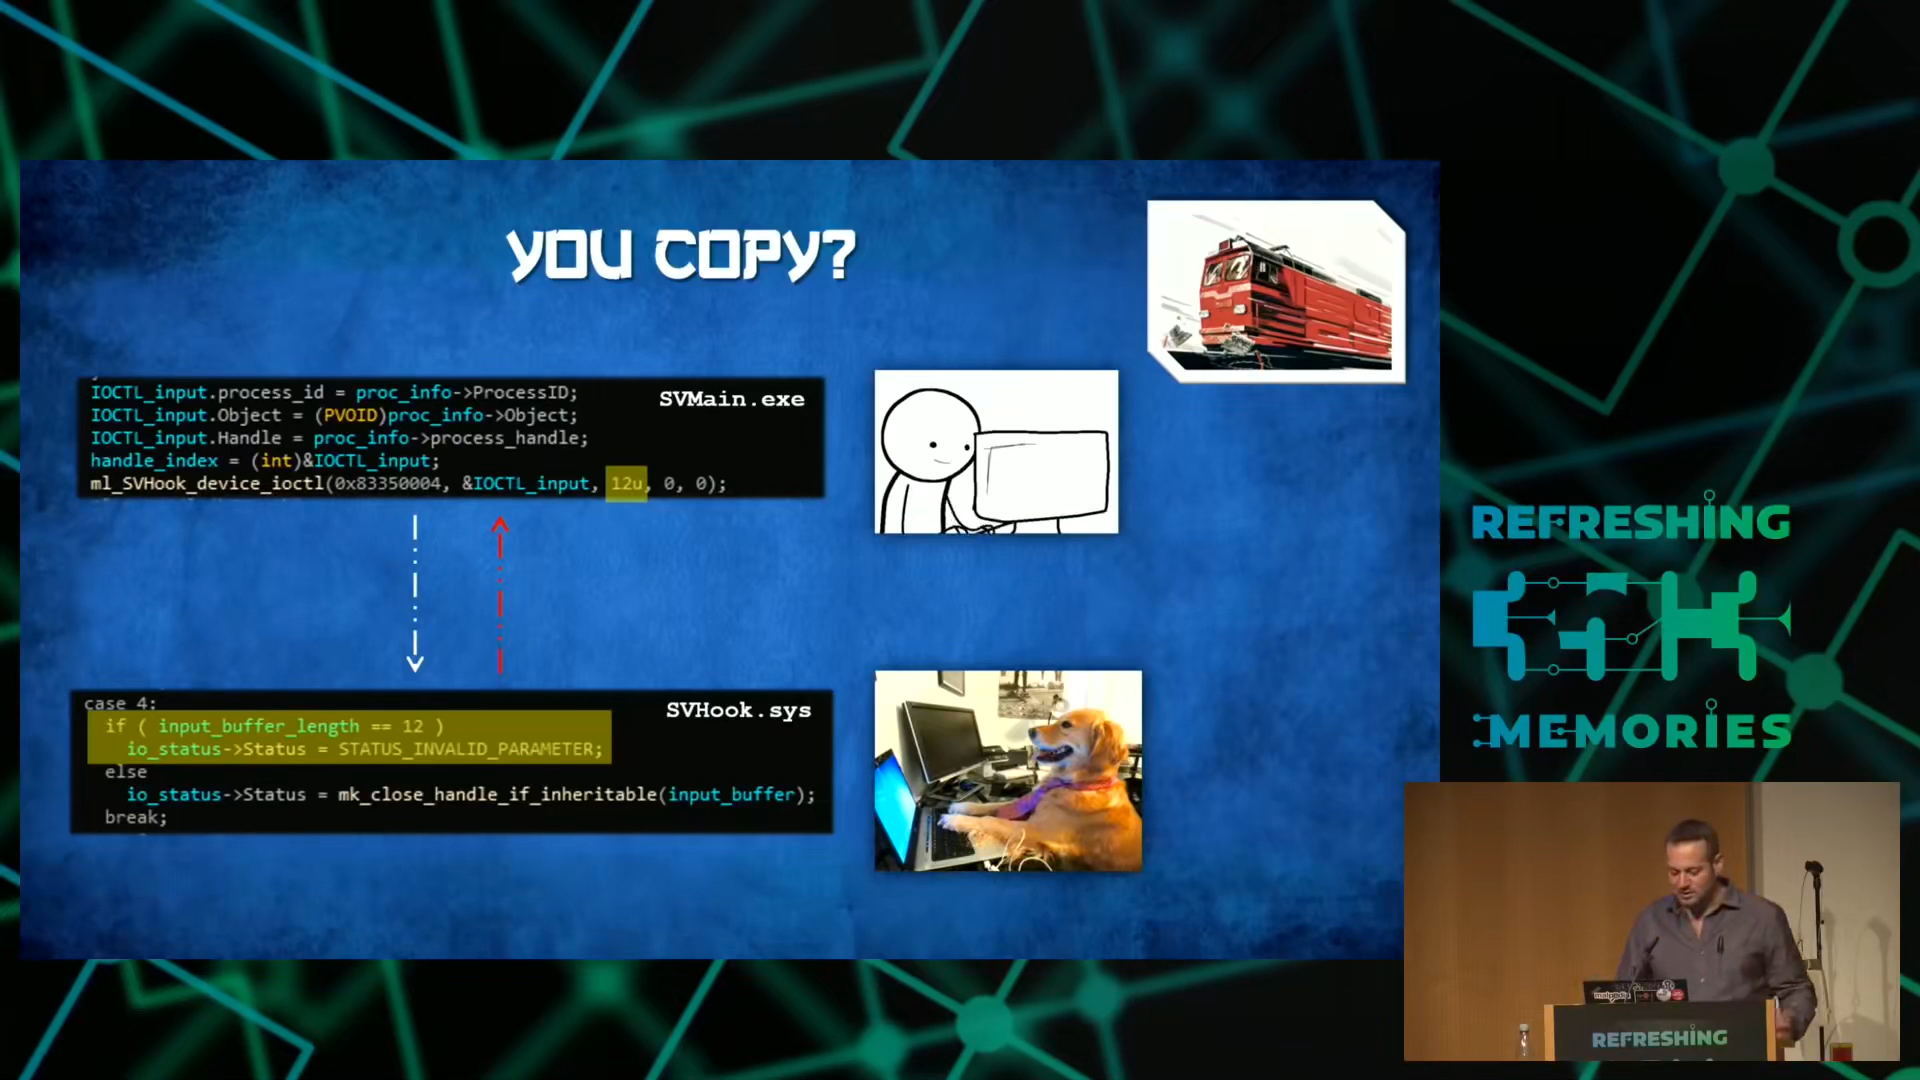 YOU COPY?
IOCTL_input.process_id = proc_info->ProcessID;
IOCTL_input.Object = (PVOID)proc_info->Object;
IOCTL_input.Handle = proc_info->process_handle;
handle_index = (int)&IOCTL_input;
ml_SVHook_device_ioctl(0x83350004, &IOCTL_input, 12u, 0, 0);
SVMain.exe
case 4:
if ( input_buffer_length == 12 )
io_status->Status = STATUS_INVALID_PARAMETER;
else
io_status->Status = mk_close_handle_if_inheritable(input_buffer);
break;
SVHook.sys
REFRESHING
MEMORIES
REFRESHING